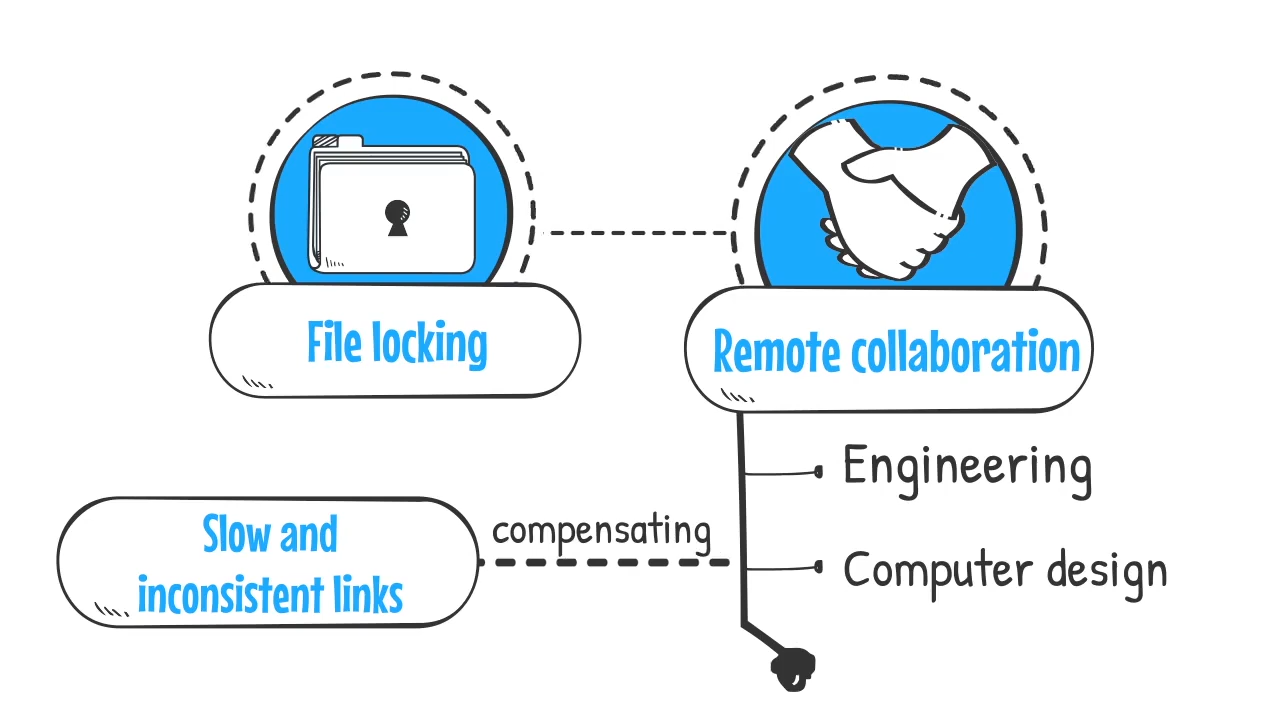 File locking
Remote collaboration
Engineering
Slow and
inconsistent links
compensating
Computer design